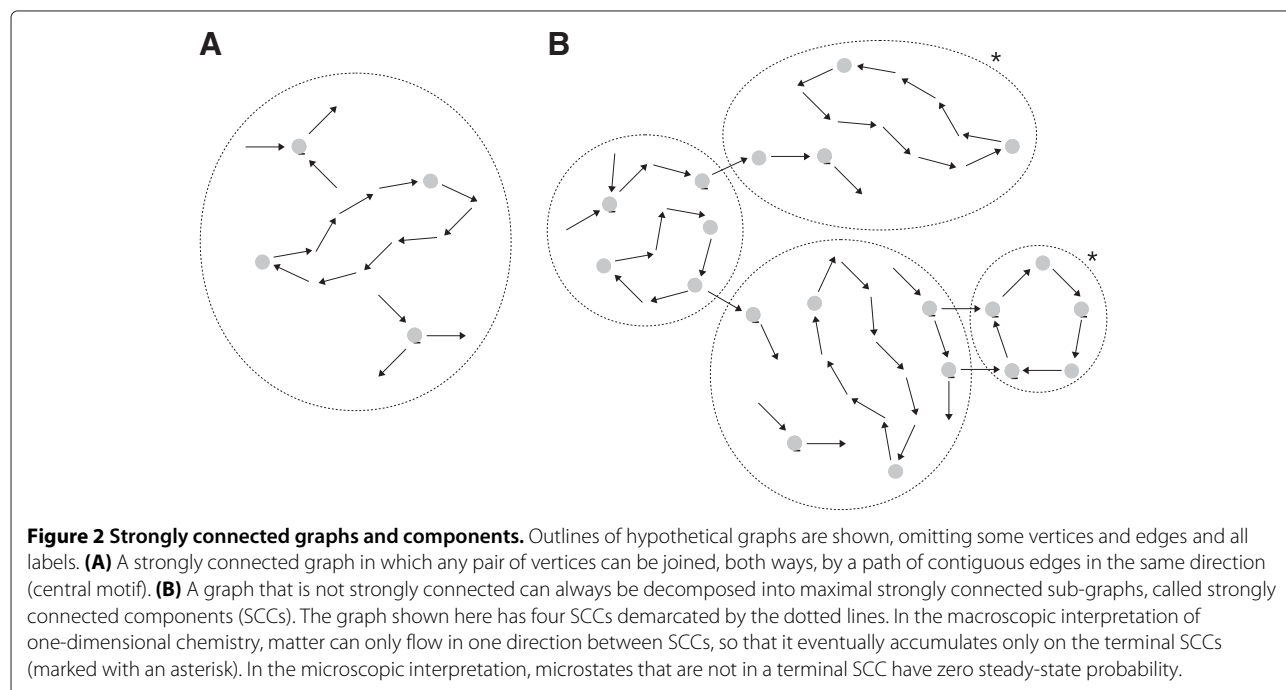 A
B
*
*
Figure 2 Strongly connected graphs and components. Outlines of hypothetical graphs are shown, omitting some vertices and edges and all
labels. (A) A strongly connected graph in which any pair of vertices can be joined, both ways, by a path of contiguous edges in the same direction
(central motif). (B) A graph that is not strongly connected can always be decomposed into maximal strongly connected sub-graphs, called strongly
connected components (SCCs). The graph shown here has four SCCs demarcated by the dotted lines. In the macroscopic interpretation of
one-dimensional chemistry, matter can only flow in one direction between SCCs, so that it eventually accumulates only on the terminal SCCs
(marked with an asterisk). In the microscopic interpretation, microstates that are not in a terminal SCC have zero steady-state probability.